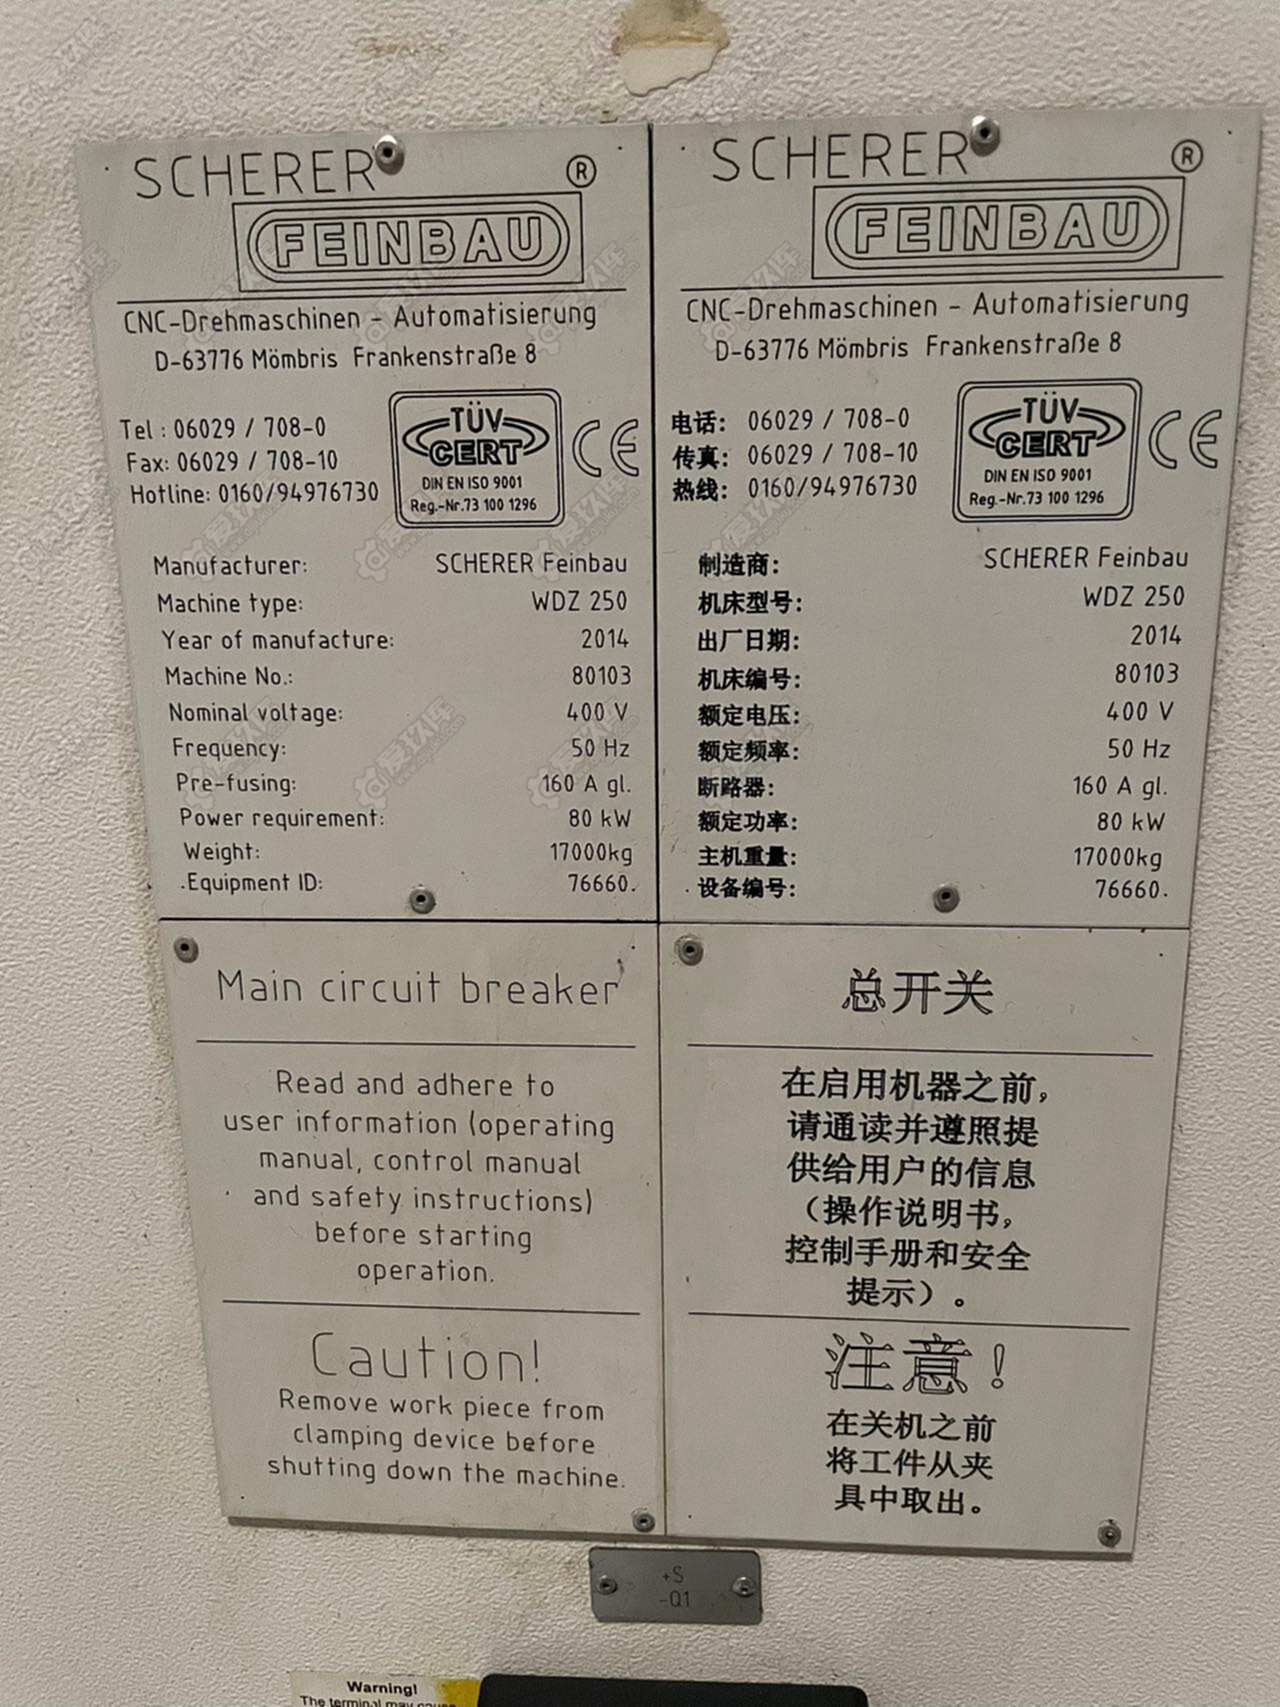 SCHERER
®
FEINBAU
CNC-Drehmaschinen - Automatisierung
D-63776 Mömbris Frankenstraße 8
Tel : 06029 / 708-0
Fax: 06029 / 708-10
Hotline: 0160/94976730
TÜV
CERT
DIN EN ISO 9001
Reg.-Nr.73 100 1296
CE
Manufacturer: SCHERER Feinbau
Machine type: WDZ 250
Year of manufacture: 2014
Machine No.: 80103
Nominal voltage: 400 V
Frequency: 50 Hz
Pre-fusing: 160 A gl.
Power requirement: 80 kW
Weight: 17000kg
Equipment ID: 76660
SCHERER
®
FEINBAU
CNC-Drehmaschinen - Automatisierung
D-63776 Mömbris Frankenstraße 8
电话: 06029 / 708-0
传真: 06029 / 708-10
热线: 0160/94976730
TÜV
CERT
DIN EN ISO 9001
Reg.-Nr.73 100 1296
CE
制造商: SCHERER Feinbau
机床型号: WDZ 250
出厂日期: 2014
机床编号: 80103
额定电压: 400 V
额定频率: 50 Hz
断路器: 160 A gl.
额定功率: 80 kW
主机重量: 17000kg
设备编号: 76660
Main circuit breaker
Read and adhere to
user information (operating
manual, control manual
and safety instructions)
before starting
operation.
Caution!
Remove work piece from
clamping device before
shutting down the machine.
总开关
在启用机器之前，
请通读并遵照提
供给用户的信息
（操作说明书，
控制手册和安全
提示）。
注意！
在关机之前
将工件从夹
具中取出。
+S
-Q1
Warning!
The terminal may cause